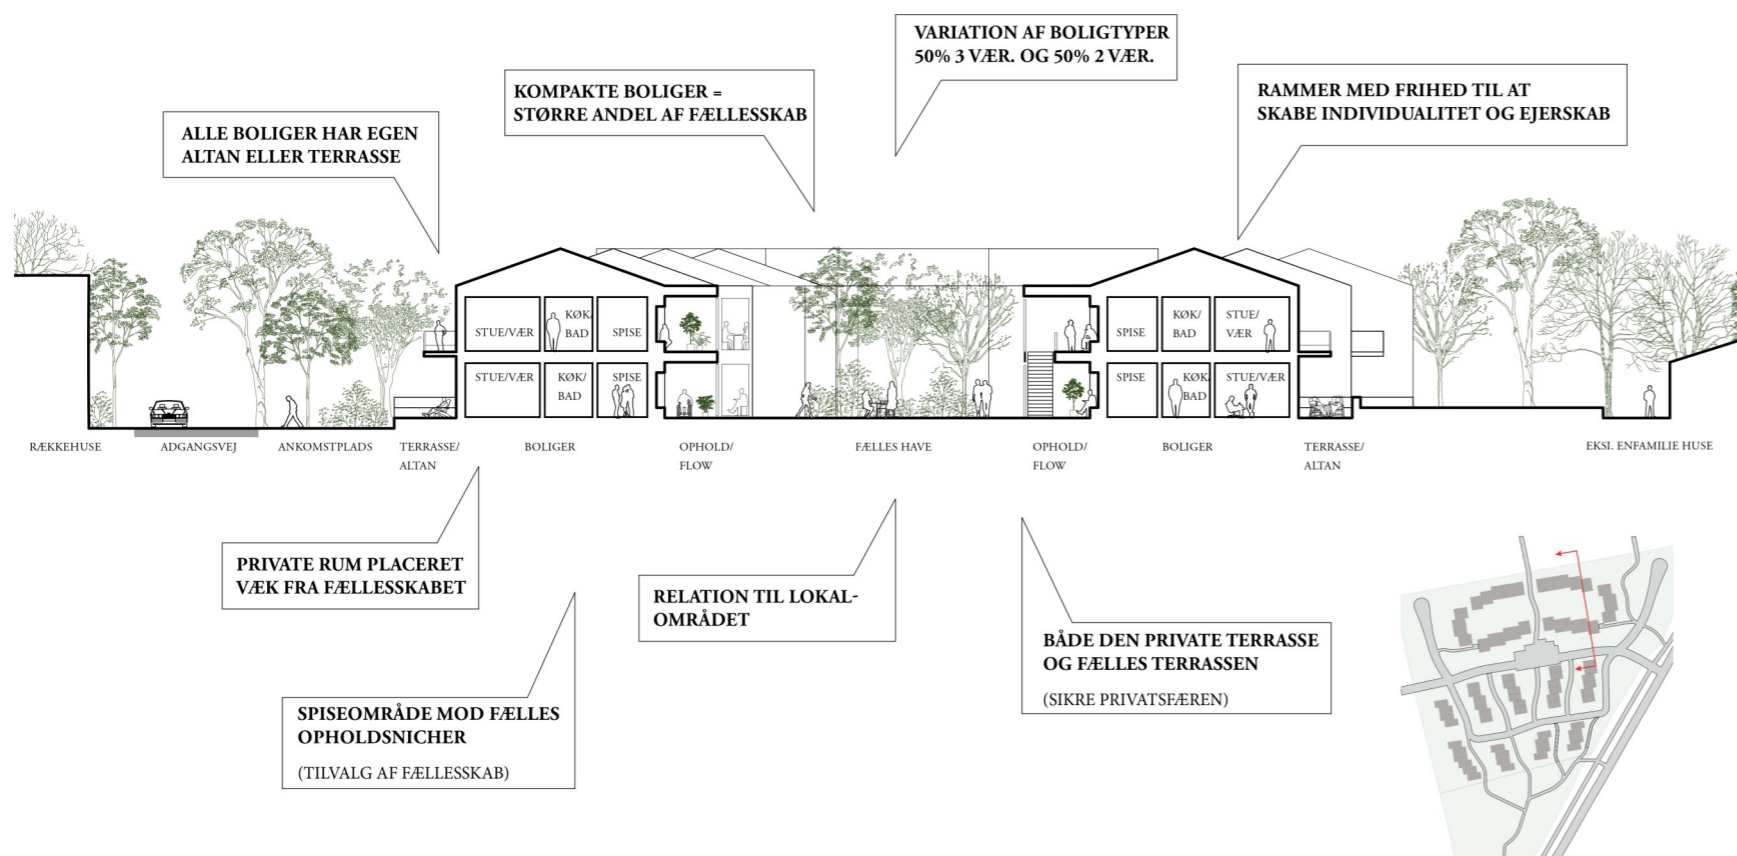 VARIATION AF BOLIGTYPER
50% 3 VÆR. OG 50% 2 VÆR.
KOMPAKTE BOLIGER =
STØRRE ANDEL AF FÆLLESSKAB
RAMMER MED FRIHED TIL AT
SKABE INDIVIDUALITET OG EJERSKAB
ALLE BOLIGER HAR EGEN
ALTAN ELLER TERRASSE
STUE/VÆR
KØK/
BAD
SPISE
SPISE
KØK/
BAD
STUE/
VÆR
STUE/VÆR
KØK/
BAD
SPISE
SPISE
KØK/
BAD
STUE/VÆR
RÆKKEHUSE
ADGANGSVEJ
ANKOMSTPLADS
TERRASSE/
ALTAN
BOLIGER
OPHOLD/
FLOW
FÆLLES HAVE
OPHOLD/
FLOW
BOLIGER
TERRASSE/
ALTAN
EKSI. ENFAMILIE HUSE
PRIVATE RUM PLACERET
VÆK FRA FÆLLESSKABET
RELATION TIL LOKAL-
OMRÅDET
BÅDE DEN PRIVATE TERRASSE
OG FÆLLES TERRASSEN
(SIKRE PRIVATSFÆREN)
SPISEOMRÅDE MOD FÆLLES
OPHOLDSNICHER
(TILVALG AF FÆLLESSKAB)